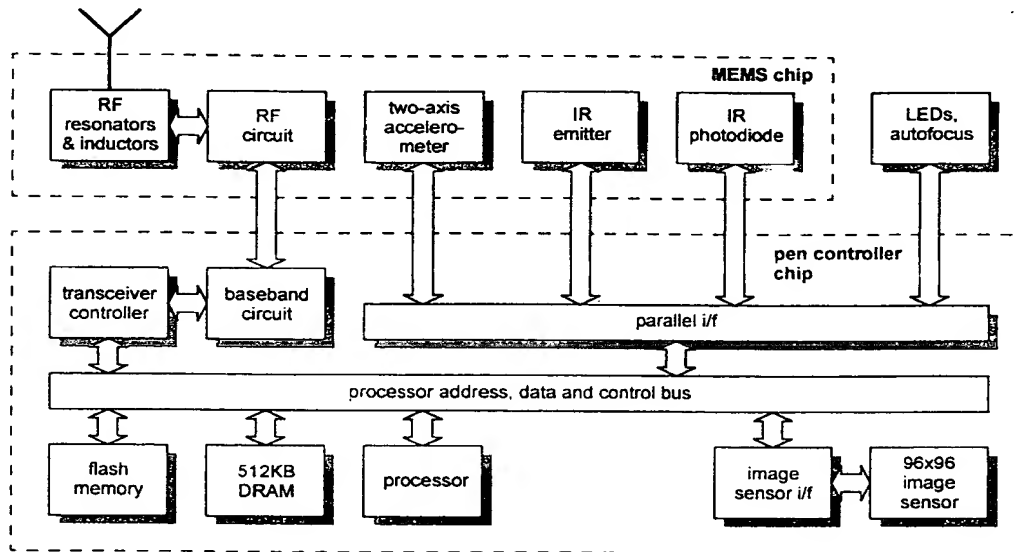 MEMS chip
RF
resonators
& inductors
RF
circuit
two-axis
accelero-
meter
IR
emitter
IR
photodiode
LEDs,
autofocus
pen controller
chip
transceiver
controller
baseband
circuit
parallel i/f
processor address, data and control bus
flash
memory
512KB
DRAM
processor
image
sensor i/f
96x96
image
sensor